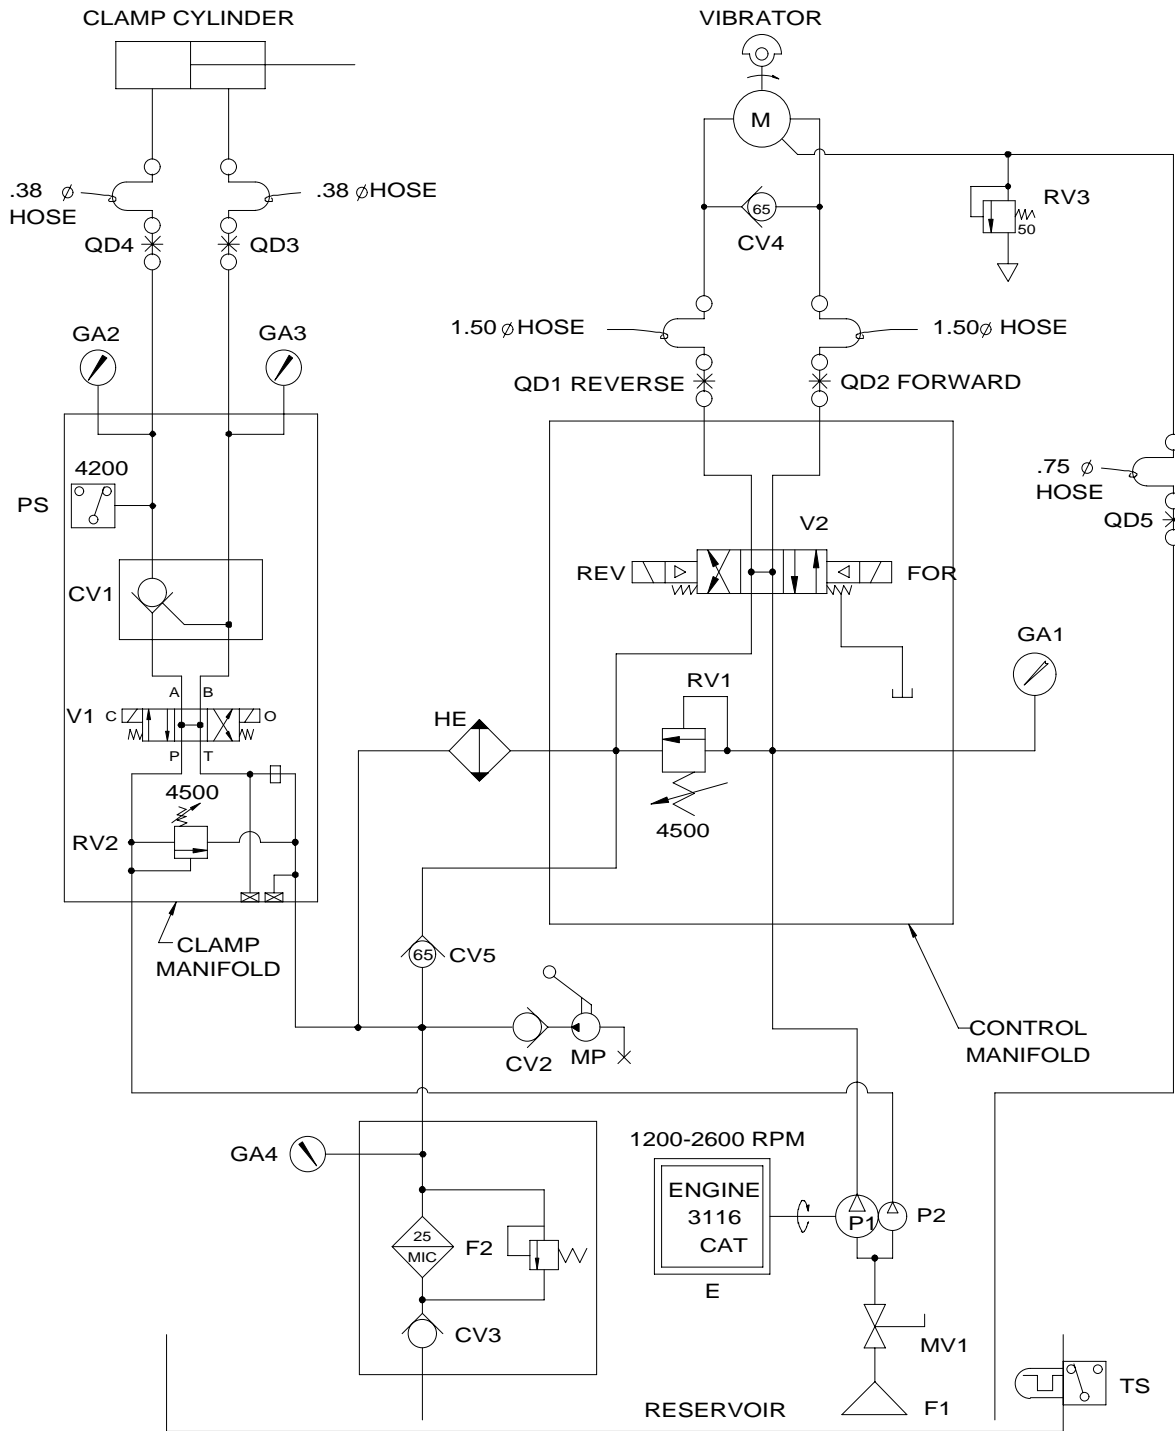 CLAMP CYLINDER
VIBRATOR
M
.38 ⌀
HOSE
.38 ⌀ HOSE
QD4
QD3
65
CV4
RV3
50
GA2
GA3
1.50 ⌀ HOSE
1.50⌀ HOSE
QD1 REVERSE
QD2 FORWARD
4200
PS
.75 ⌀
HOSE
QD5
V2
REV
FOR
CV1
GA1
A
B
V1
C
O
P
T
HE
RV1
4500
RV2
4500
CLAMP
MANIFOLD
65
CV5
CV2
MP
CONTROL
MANIFOLD
1200-2600 RPM
GA4
ENGINE
3116
CAT
E
P1
P2
25
MIC
F2
CV3
MV1
F1
TS
RESERVOIR